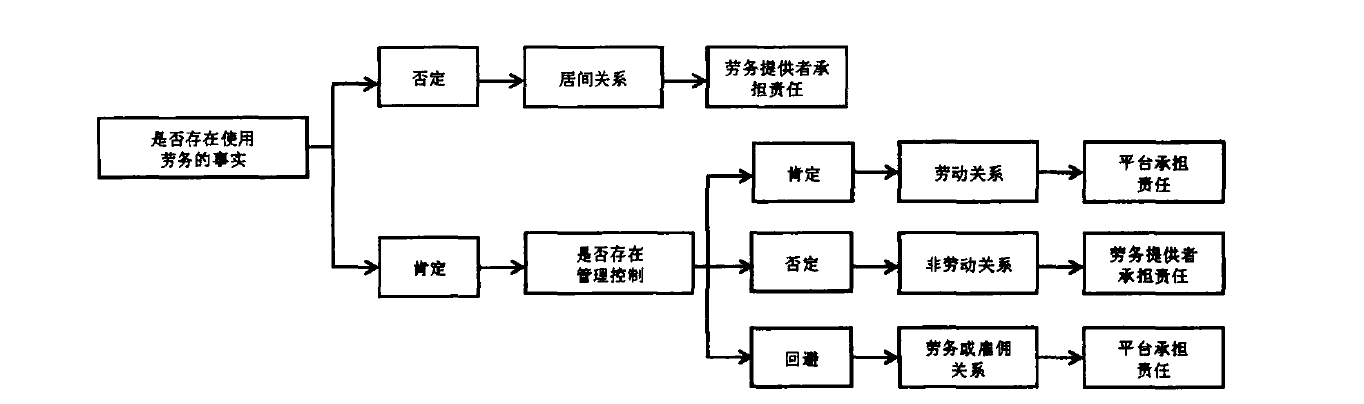 否定
居间关系
劳务提供者承
担责任
是否存在使用
劳务的事实
肯定
劳动关系
平台承担
责任
肯定
是否存在
管理控制
否定
非劳动关系
劳务提供者
承担责任
回避
劳务或雇佣
关系
平台承担
责任